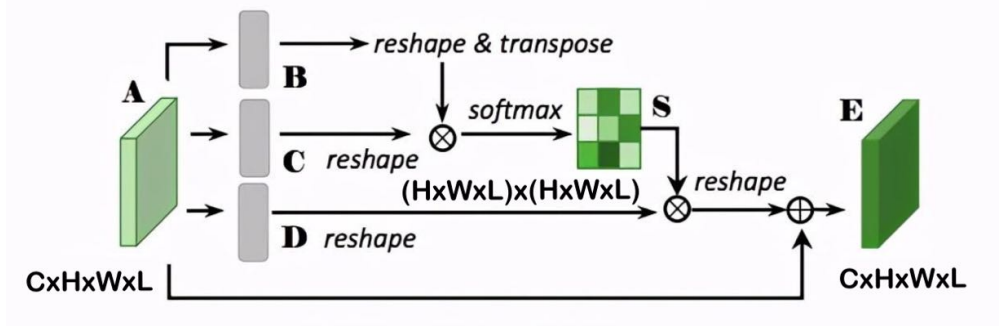 reshape & transpose
B
A
softmax
S
E
C reshape
(HxWxL)x(HxWxL)
reshape
D reshape
CxHxWxL
CxHxWxL